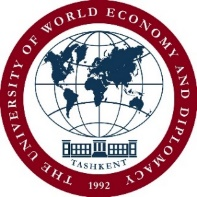 THE UNIVERSITY OF WORLD ECONOMY AND DIPLOMACY
TASHKENT
1992